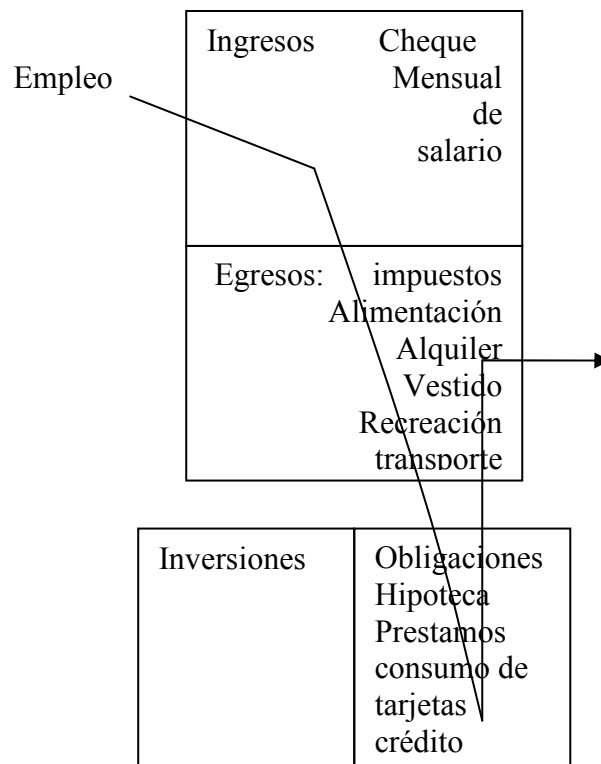 Ingresos Cheque
Empleo
Mensual
de
salario
Egresos: impuestos
Alimentación
Alquiler
Vestido
Recreación
transporte
Inversiones
Obligaciones
Hipoteca
Prestamos
consumo de
tarjetas
crédito